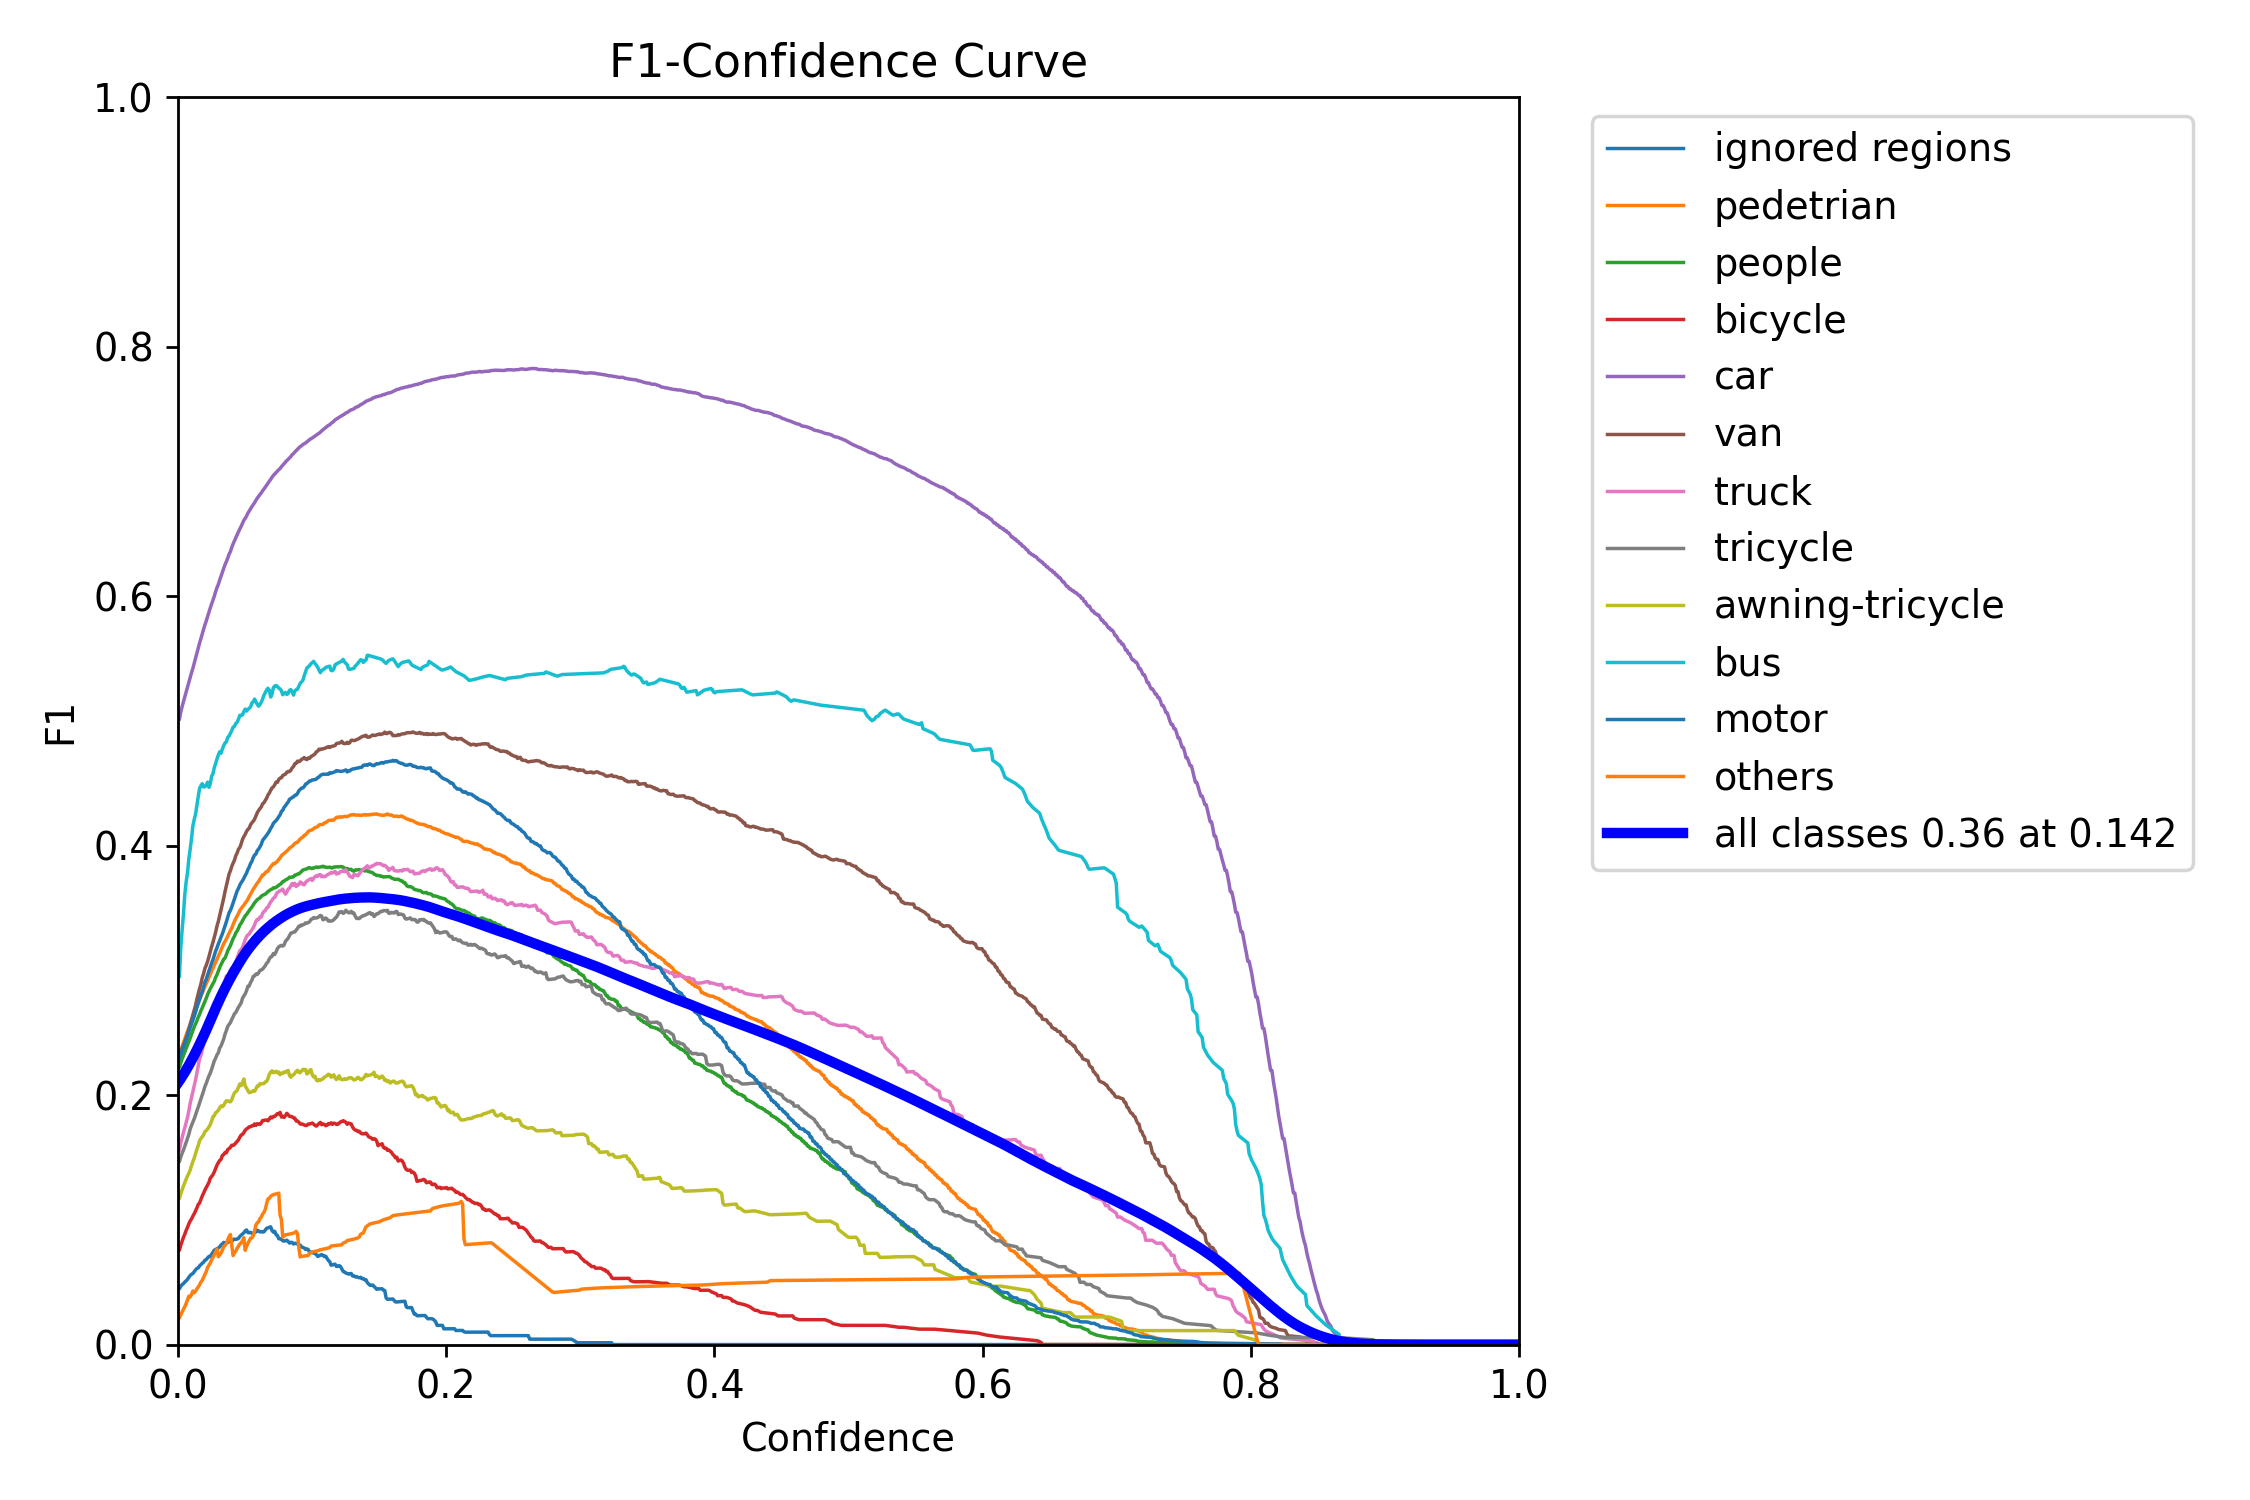 F1-Confidence Curve
1.0
0.8
0.6
0.4
0.2
0.0
F1
0.0 0.2 0.4 0.6 0.8 1.0
Confidence
ignored regions
pedetrian
people
bicycle
car
van
truck
tricycle
awning-tricycle
bus
motor
others
all classes 0.36 at 0.142